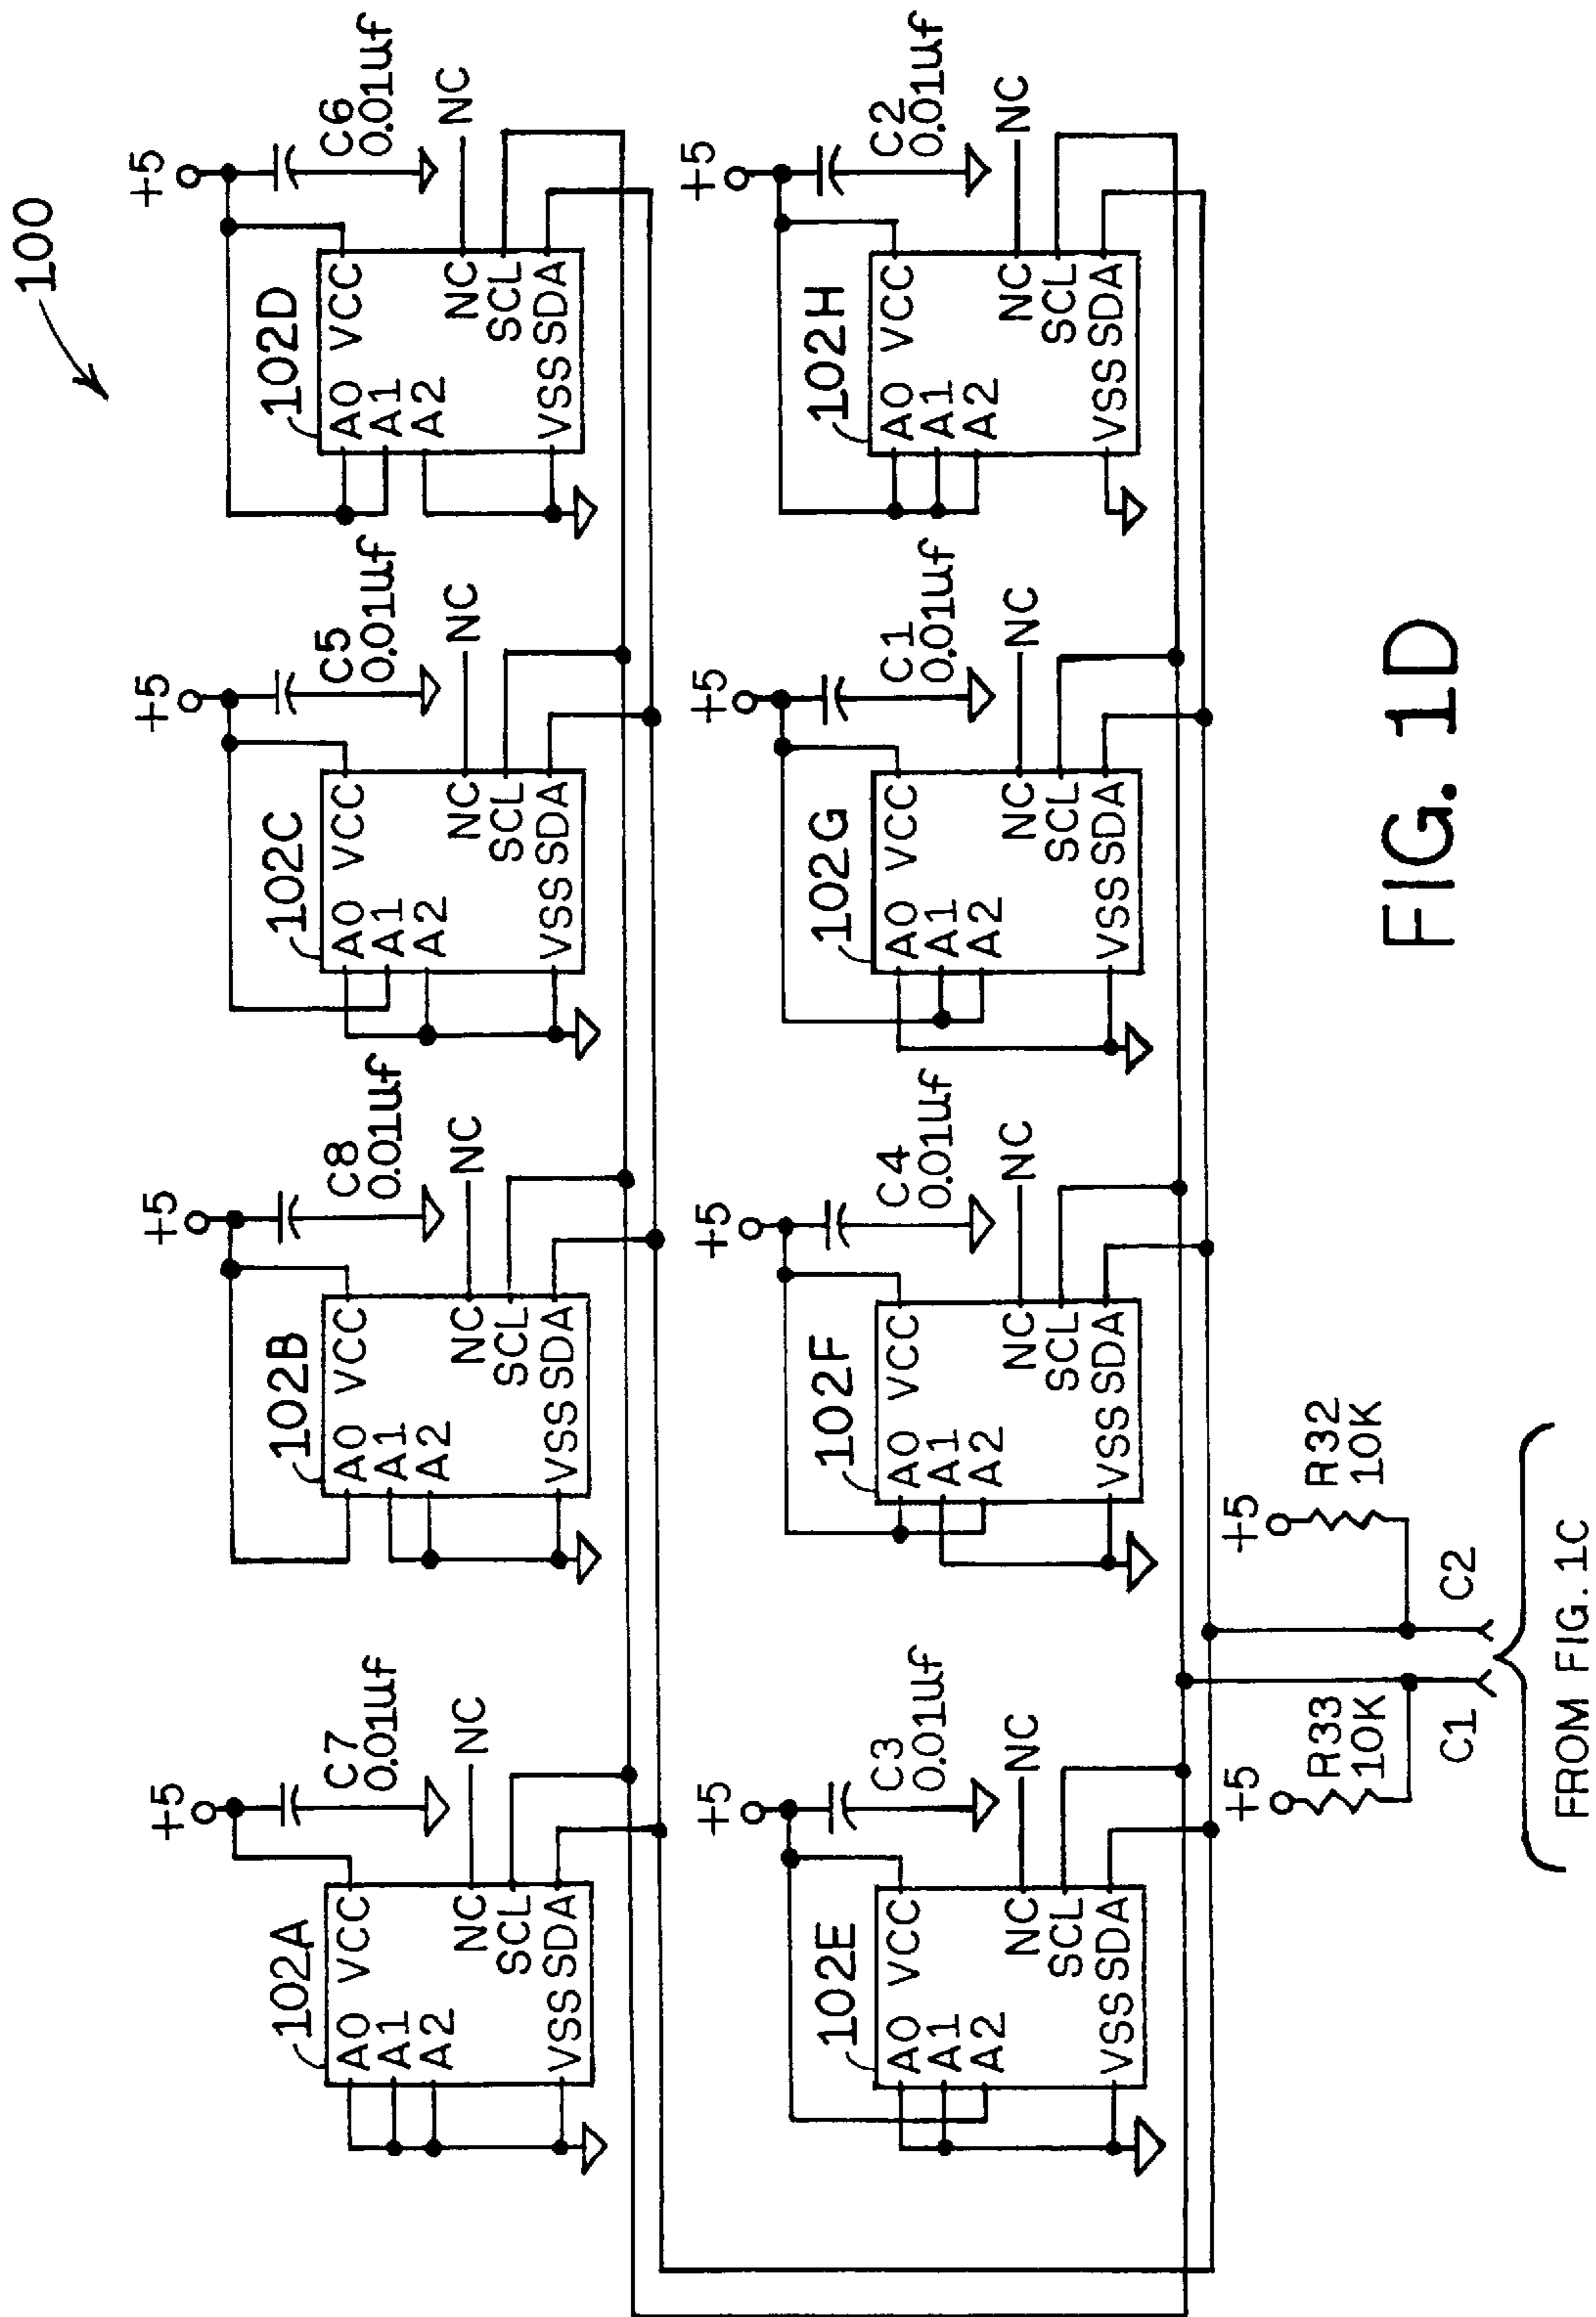 100
+5
C7
0.01uf
102A
A0 VCC
A1
A2
NC
SCL
VSS SDA
NC
+5
C8
0.01uf
102B
A0 VCC
A1
A2
NC
SCL
VSS SDA
NC
+5
C5
0.01uf
102C
A0 VCC
A1
A2
NC
SCL
VSS SDA
NC
+5
C6
0.01uf
102D
A0 VCC
A1
A2
NC
SCL
VSS SDA
NC
+5
C3
0.01uf
102E
A0 VCC
A1
A2
NC
SCL
VSS SDA
NC
+5
C4
0.01uf
102F
A0 VCC
A1
A2
NC
SCL
VSS SDA
NC
+5
C1
0.01uf
102G
A0 VCC
A1
A2
NC
SCL
VSS SDA
NC
+5
C2
0.01uf
102H
A0 VCC
A1
A2
NC
SCL
VSS SDA
NC
+5
R33
10K
C1
+5
R32
10K
C2
FROM FIG. 1C
FIG. 1D